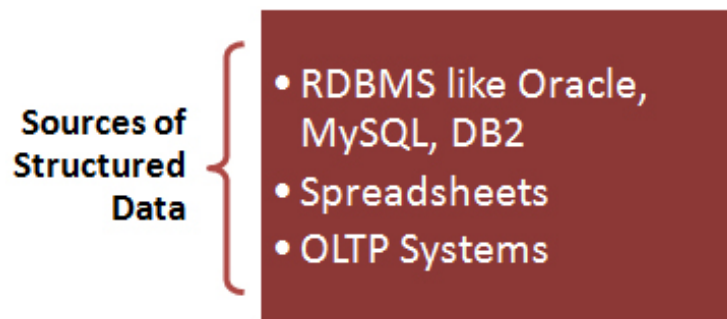 Sources of
Structured
Data
• RDBMS like Oracle,
MySQL, DB2
• Spreadsheets
• OLTP Systems